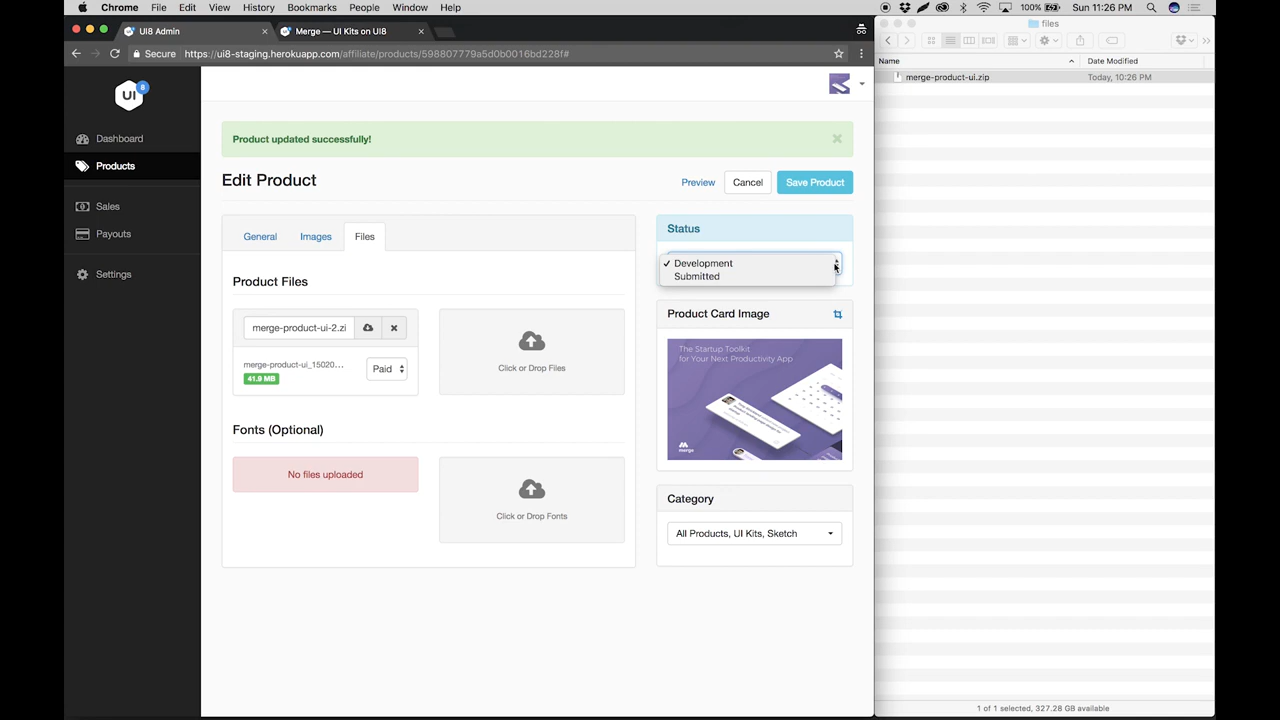 Chrome File Edit View History Bookmarks People Window Help
100% Sun 11:26 PM
UI8 Admin
Merge — UI Kits on UI8
Secure https://ui8-staging.herokuapp.com/affiliate/products/598807779a5d0b0016bd228f#
files
Name Date Modified
merge-product-ui.zip Today, 10:26 PM
UI 8
Dashboard
Products
Sales
Payouts
Settings
Product updated successfully!
Edit Product
Preview Cancel Save Product
General Images Files
Product Files
merge-product-ui-2.zi
merge-product-ui_15020...
41.9 MB
Paid
Click or Drop Files
Fonts (Optional)
No files uploaded
Click or Drop Fonts
Status
✓ Development
Submitted
Product Card Image
The Startup Toolkit
for Your Next Productivity App
merge
Category
All Products, UI Kits, Sketch
1 of 1 selected, 327.28 GB available